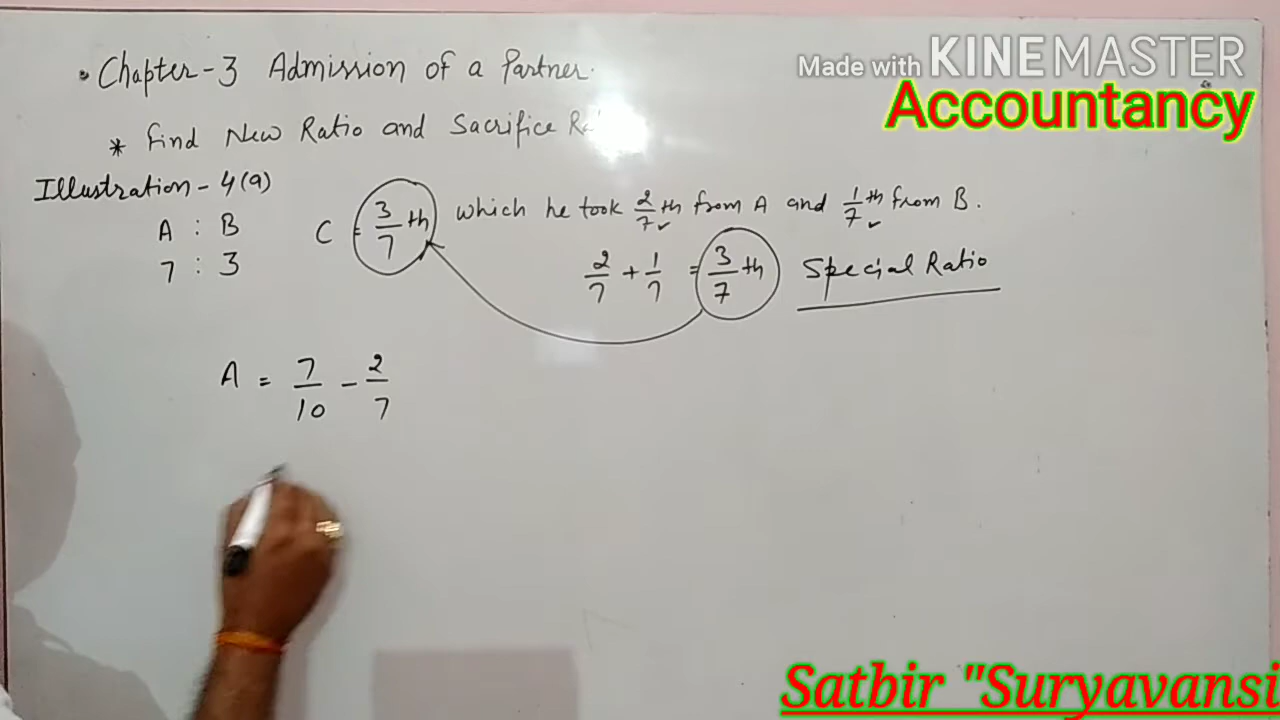 Made with KINEMASTER
Accountancy
• Chapter-3 Admission of a Partner.
* Find New Ratio and Sacrifice
Illustration - 4(a)
A : B
7 : 3
C = 3/7 th which he took 2/7 th from A and 1/7 th from B.
2/7 + 1/7 = 3/7 th Special Ratio
A = 7/10 - 2/7
Satbir "Suryavansi